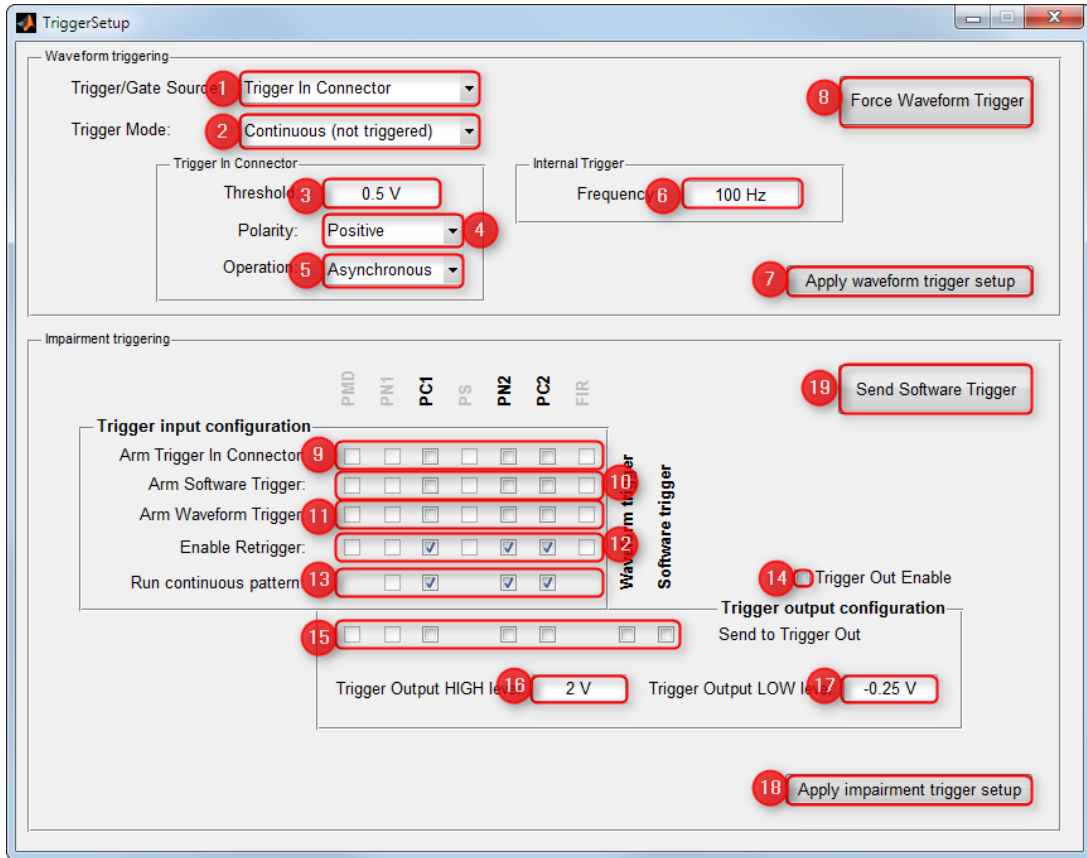 TriggerSetup
Waveform triggering
Trigger/Gate Source 1 Trigger In Connector
8 Force Waveform Trigger
Trigger Mode: 2 Continuous (not triggered)
Trigger In Connector
Internal Trigger
Threshold 3 0.5 V
Frequency 6 100 Hz
Polarity: Positive 4
Operation 5 Asynchronous
7 Apply waveform trigger setup
Impairment triggering
PMD PN1 PC1 PS PN2 PC2 FIR
19 Send Software Trigger
Trigger input configuration
Arm Trigger In Connector 9
Arm Software Trigger: 10
Arm Waveform Trigger 11
Enable Retrigger: 12
Run continuous pattern 13
Waveform trigger
Software trigger
14 Trigger Out Enable
Trigger output configuration
15 Send to Trigger Out
Trigger Output HIGH level 16 2 V
Trigger Output LOW level 17 -0.25 V
18 Apply impairment trigger setup